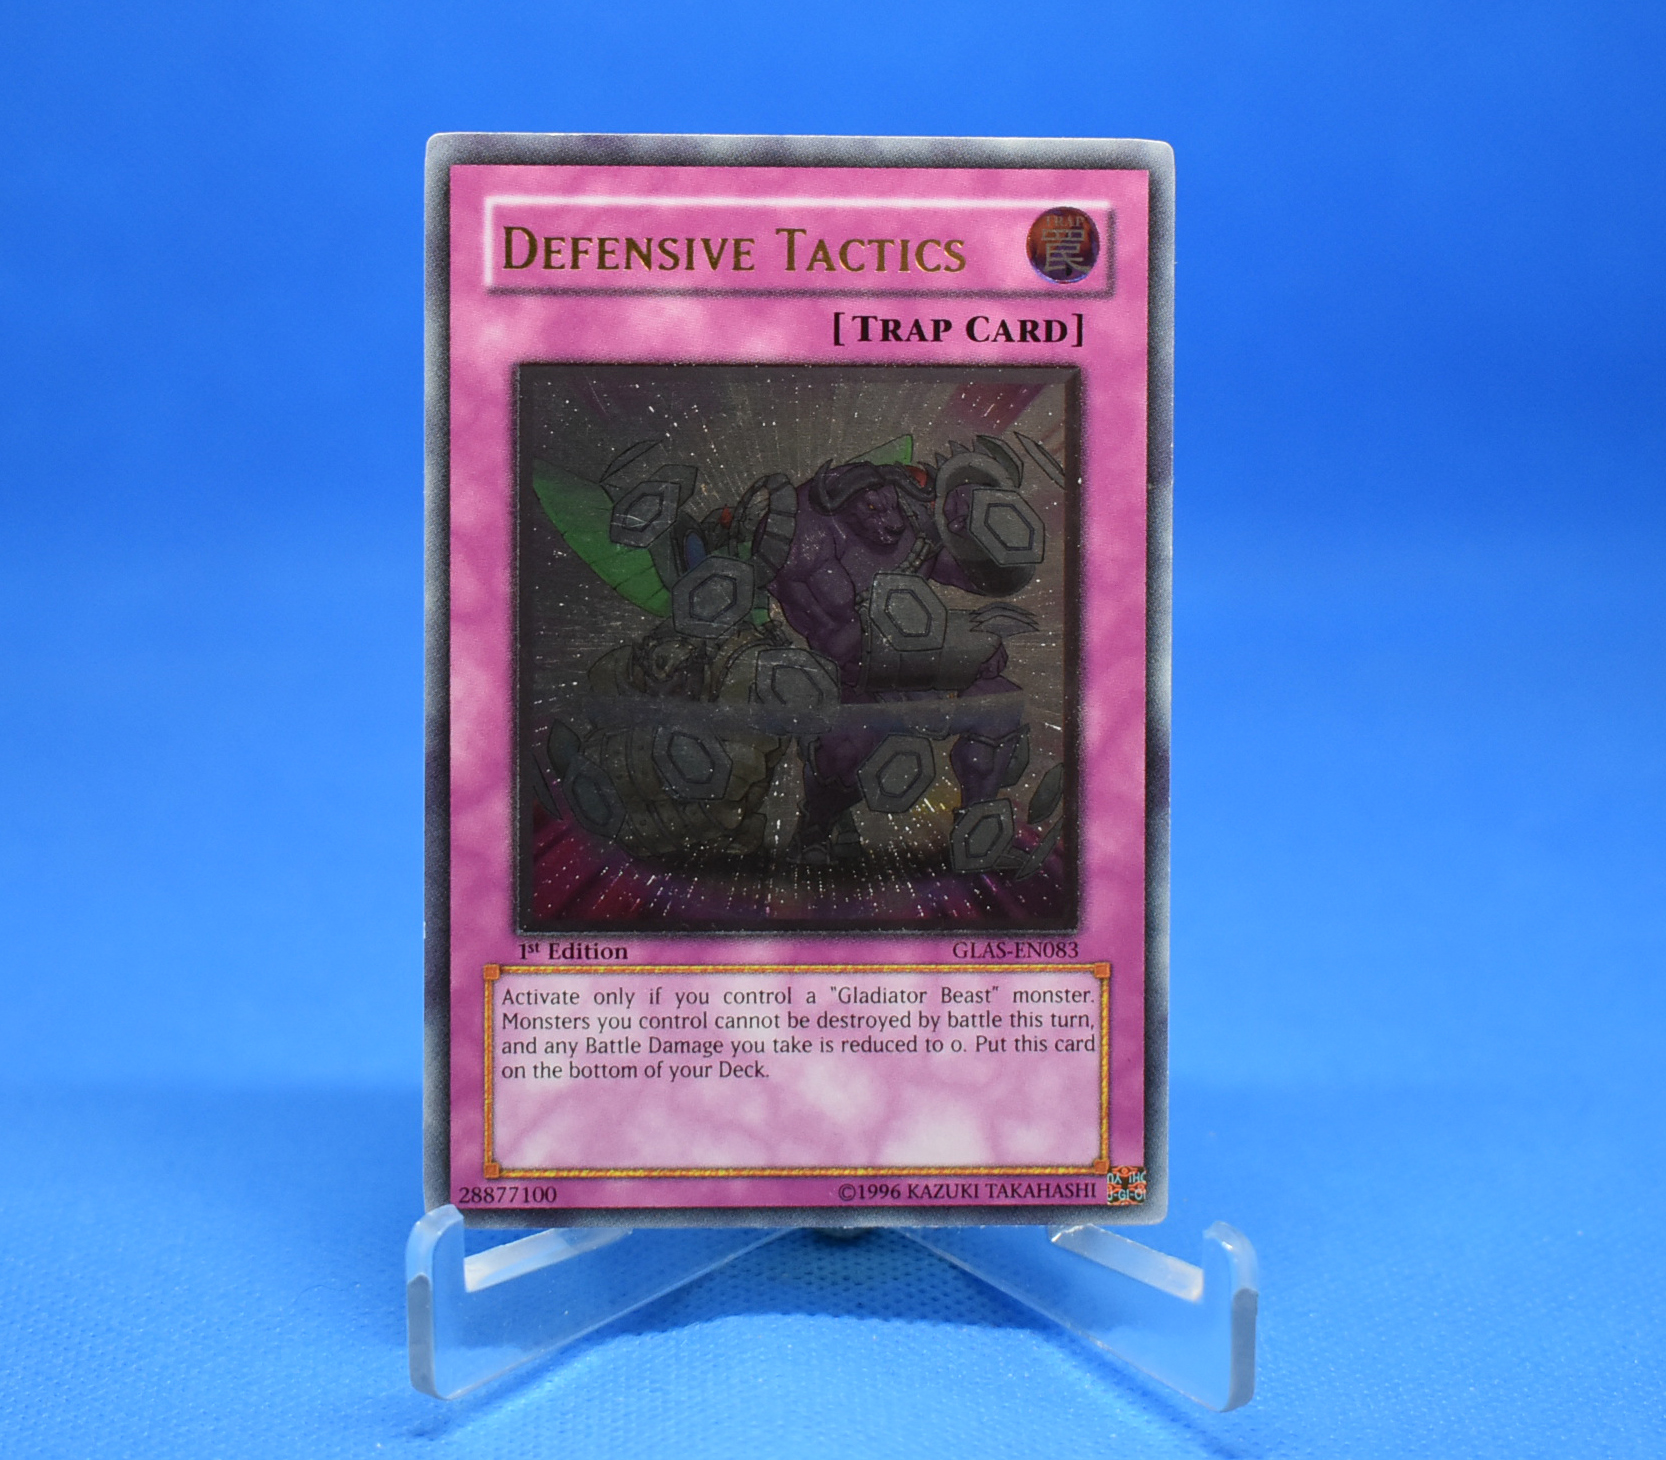 DEFENSIVE TACTICS
TRAP
罠
[TRAP CARD]
1st Edition
GLAS-EN083
Activate only if you control a "Gladiator Beast" monster.
Monsters you control cannot be destroyed by battle this turn,
and any Battle Damage you take is reduced to 0. Put this card
on the bottom of your Deck.
28877100
©1996 KAZUKI TAKAHASHI